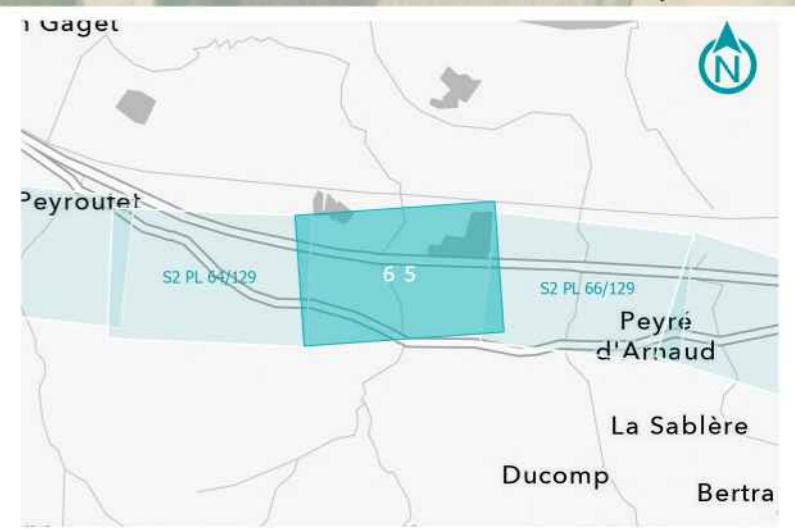 n Gaget
N
Peyroutet
S2 PL 64/129
6 5
S2 PL 66/129
Peyré
d'Arnaud
La Sablère
Ducomp
Bertra